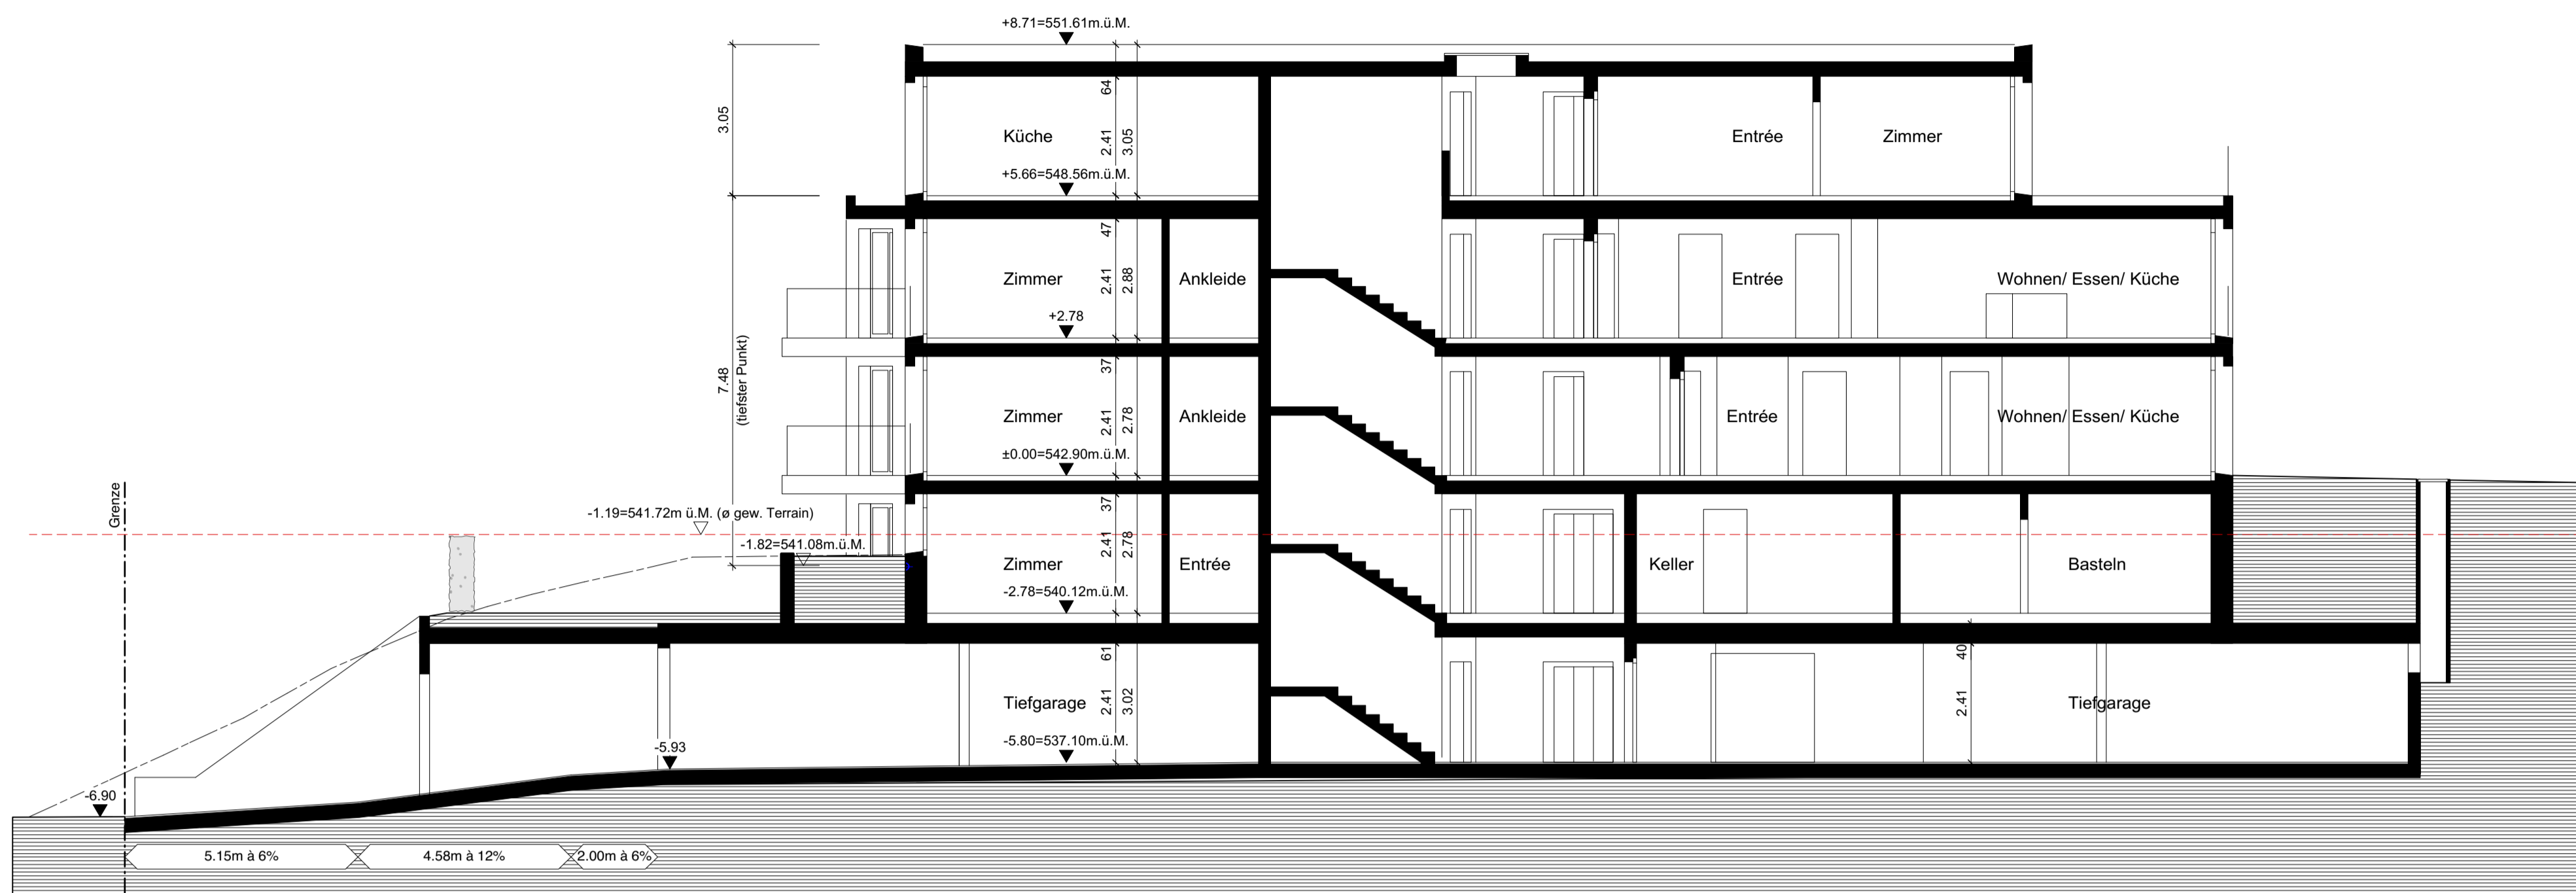 +8.71=551.61m.ü.M.
3.05
64
2.41
3.05
Küche
Entrée
Zimmer
+5.66=548.56m.ü.M.
47
2.41
2.88
Zimmer
Ankleide
Entrée
Wohnen/ Essen/ Küche
+2.78
7.48
(tiefster Punkt)
37
2.41
2.78
Zimmer
Ankleide
Entrée
Wohnen/ Essen/ Küche
±0.00=542.90m.ü.M.
Grenze
-1.19=541.72m ü.M. (ø gew. Terrain)
-1.82=541.08m.ü.M.
37
2.41
2.78
Zimmer
Entrée
Keller
Basteln
-2.78=540.12m.ü.M.
61
2.41
3.02
40
2.41
Tiefgarage
Tiefgarage
-5.80=537.10m.ü.M.
-5.93
-6.90
5.15m à 6%
4.58m à 12%
2.00m à 6%